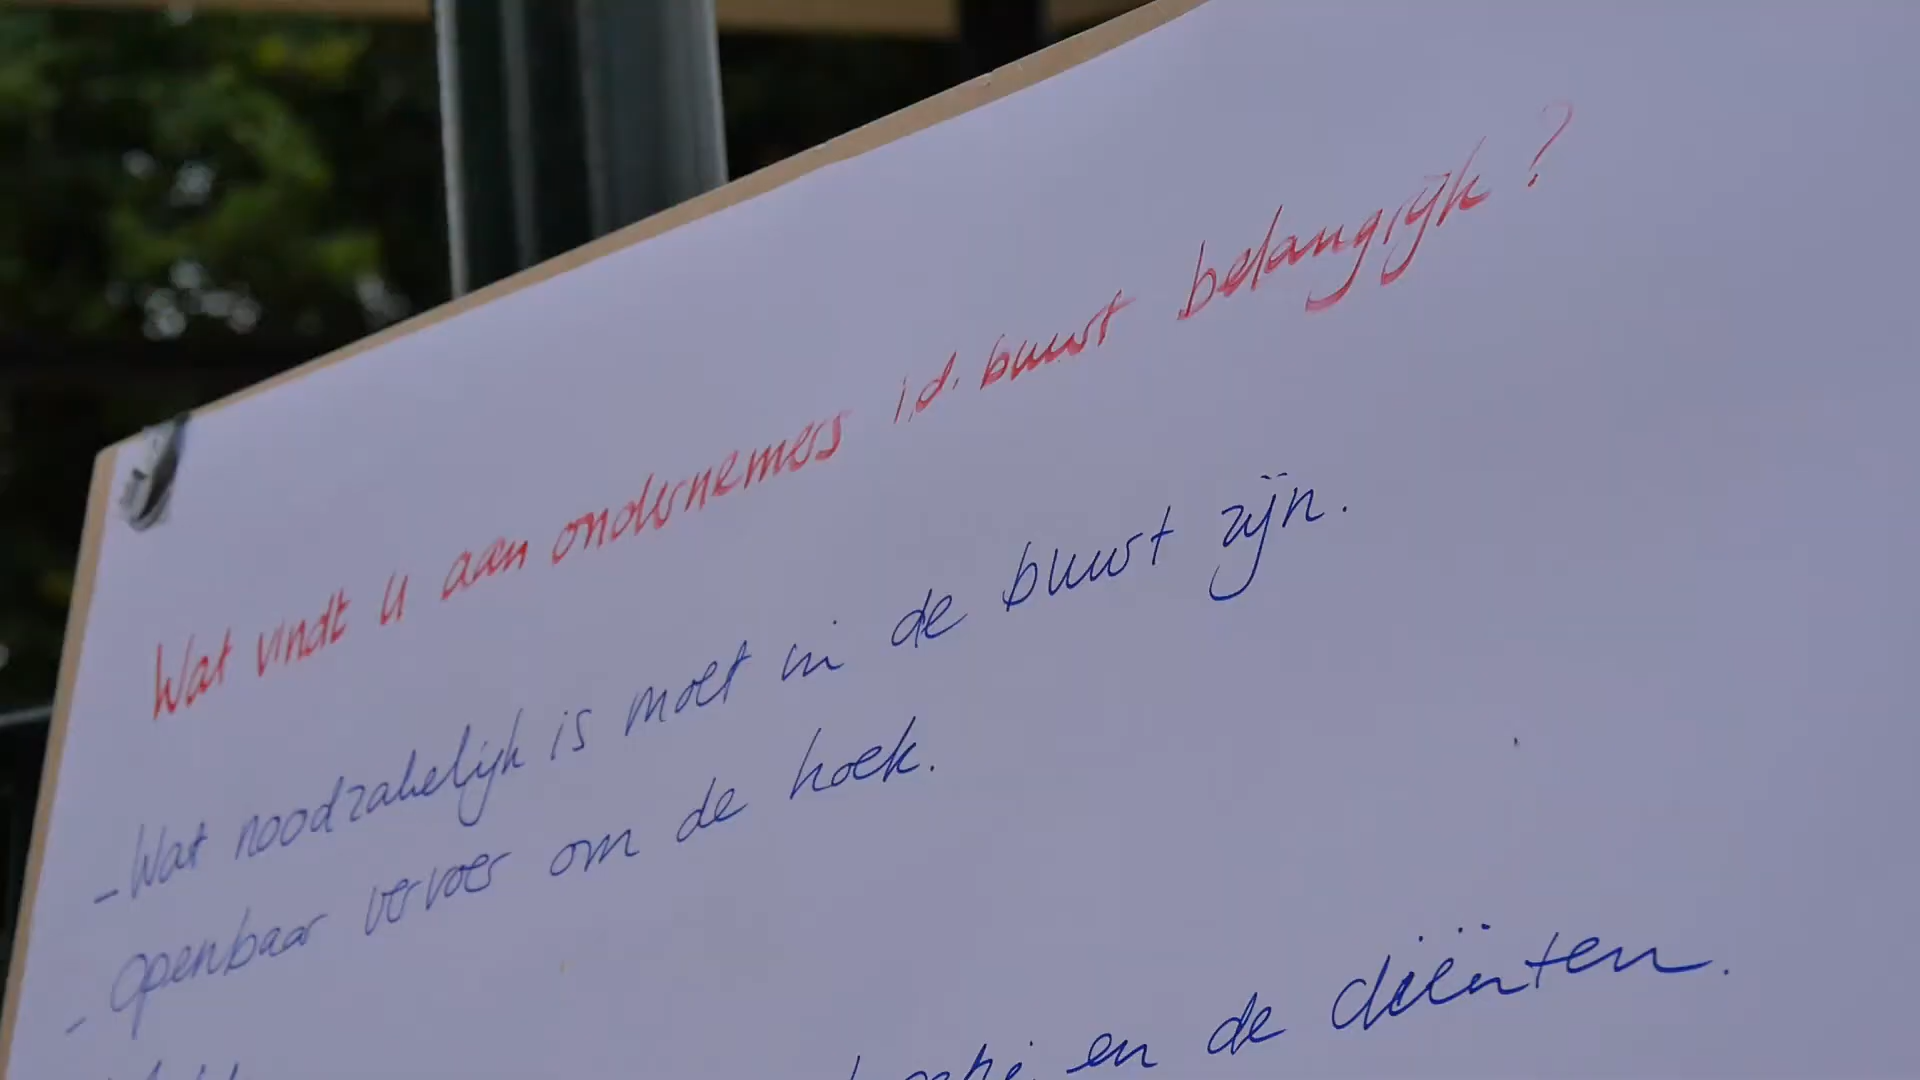 Wat vindt u aan ondernemers i.d. buurt belangrijk?
- Wat noodzakelijk is moet in de buurt zijn.
- Openbaar vervoer om de hoek.
en de cliënten.